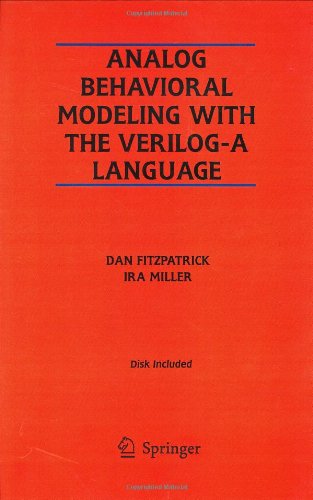 ANALOG
BEHAVIORAL
MODELING WITH
THE VERILOG-A
LANGUAGE
DAN FITZPATRICK
IRA MILLER
Disk Included
Springer